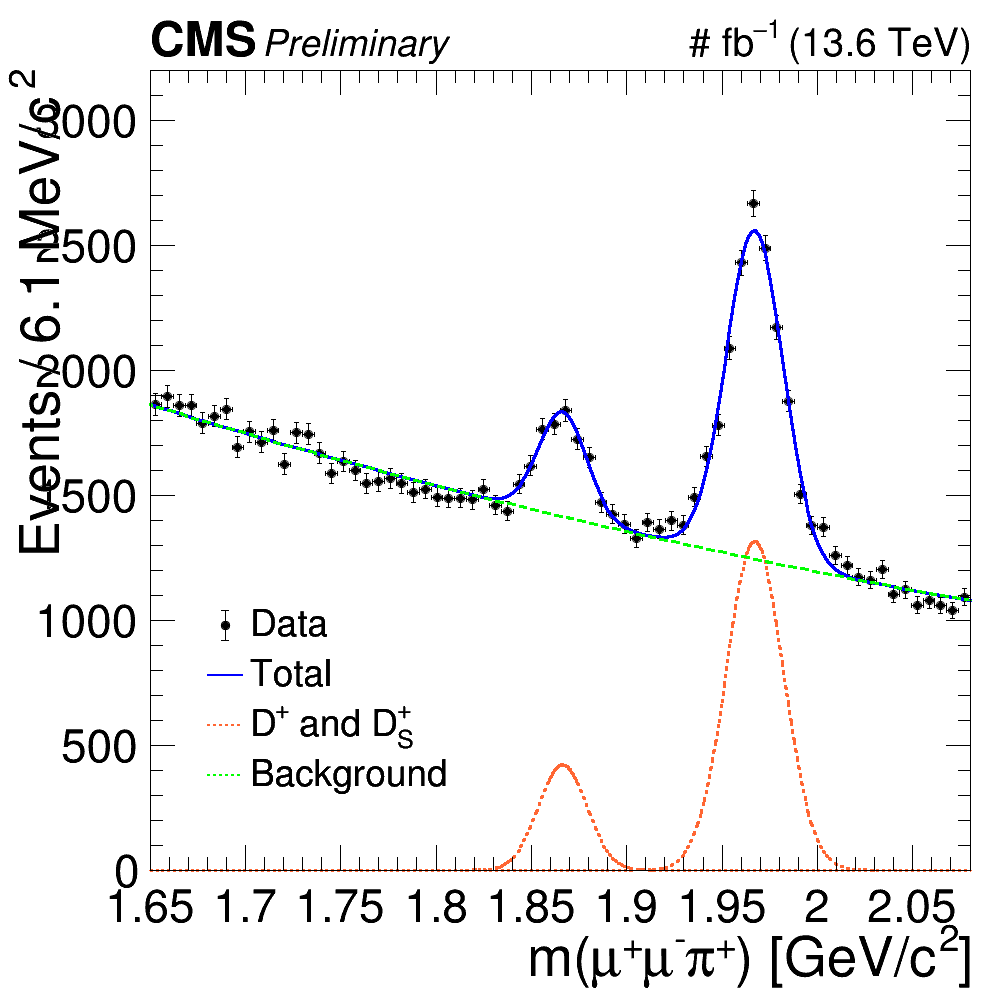 CMS Preliminary
# fb⁻¹ (13.6 TeV)
Events / 6.1 MeV/c²
3000
2500
2000
1500
1000
500
0
Data
Total
D⁺ and D_S⁺
Background
1.65 1.7 1.75 1.8 1.85 1.9 1.95 2 2.05
m(μ⁺μ⁻π⁺) [GeV/c²]